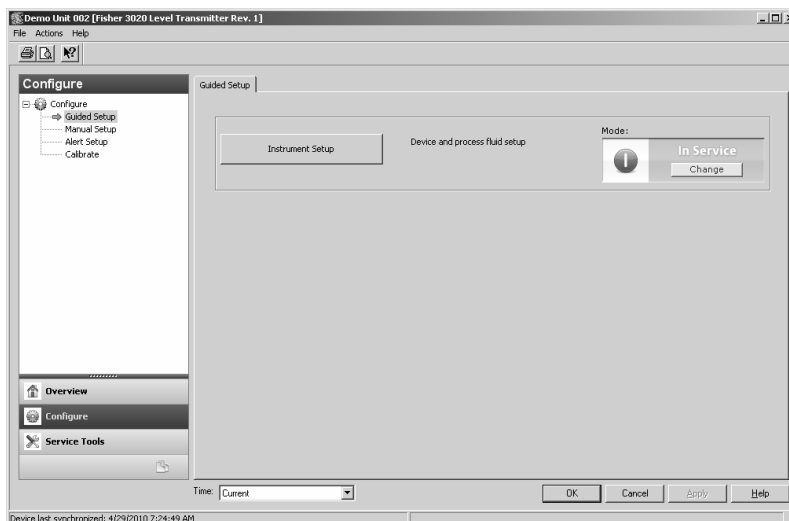 Demo Unit 002 [Fisher 3020 Level Transmitter Rev. 1]
File Actions Help
Configure
Configure
Guided Setup
Manual Setup
Alert Setup
Calibrate
Overview
Configure
Service Tools
Guided Setup
Instrument Setup
Device and process fluid setup
Mode:
In Service
Change
Time: Current
OK Cancel Apply Help
Device last synchronized: 4/29/2010 7:24:49 AM